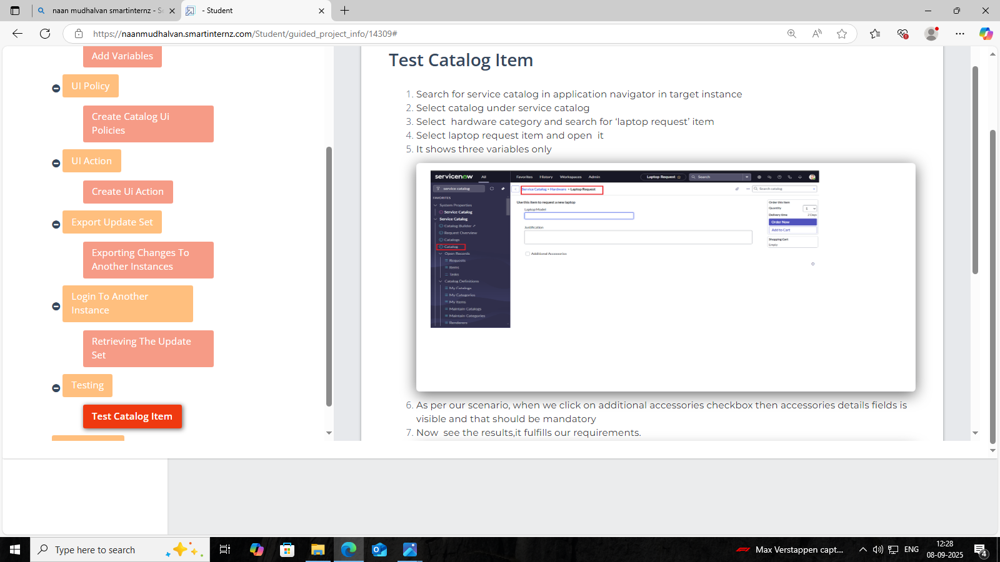 naan mudhalvan smartinternz - Se
- Student
https://naanmudhalvan.smartinternz.com/Student/guided_project_info/14309#
Add Variables
UI Policy
Create Catalog Ui
Policies
UI Action
Create Ui Action
Export Update Set
Exporting Changes To
Another Instances
Login To Another
Instance
Retrieving The Update
Set
Testing
Test Catalog Item
Test Catalog Item
1. Search for service catalog in application navigator in target instance
2. Select catalog under service catalog
3. Select  hardware category and search for ‘laptop request’ item
4. Select laptop request item and open  it
5. It shows three variables only
servicenow All Favorites History Workspaces Admin Laptop Request Search
service catalog
Service Catalog > Hardware > Laptop Request
Search catalog
FAVORITES
System Properties
Service Catalog
Service Catalog
Catalog Builder
Request Overview
Catalogs
Catalog
Open Records
Requests
Items
Tasks
Catalog Definitions
My Catalogs
My Categories
My Items
Maintain Catalogs
Maintain Categories
Renderers
Use this item to request a new laptop
Laptop Model
Justification
Additional Accessories
Order this Item
Quantity 1
Delivery time 2 Days
Order Now
Add to Cart
Shopping Cart
Empty
6. As per our scenario, when we click on additional accessories checkbox then accessories details fields is
visible and that should be mandatory
7. Now  see the results,it fulfills our requirements.
Type here to search
Max Verstappen capt...
ENG
12:28
08-09-2025
4